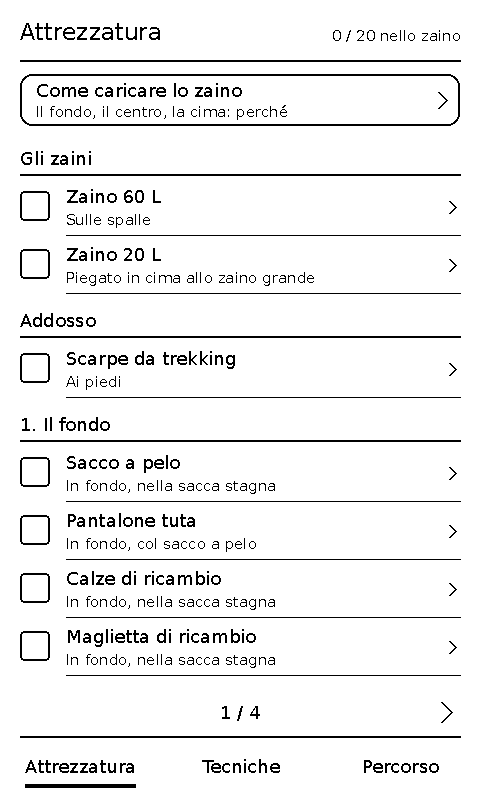 Attrezzatura
0 / 20 nello zaino
Come caricare lo zaino
Il fondo, il centro, la cima: perché
Gli zaini
Zaino 60 L
Sulle spalle
Zaino 20 L
Piegato in cima allo zaino grande
Addosso
Scarpe da trekking
Ai piedi
1. Il fondo
Sacco a pelo
In fondo, nella sacca stagna
Pantalone tuta
In fondo, col sacco a pelo
Calze di ricambio
In fondo, nella sacca stagna
Maglietta di ricambio
In fondo, nella sacca stagna
1 / 4
Attrezzatura
Tecniche
Percorso